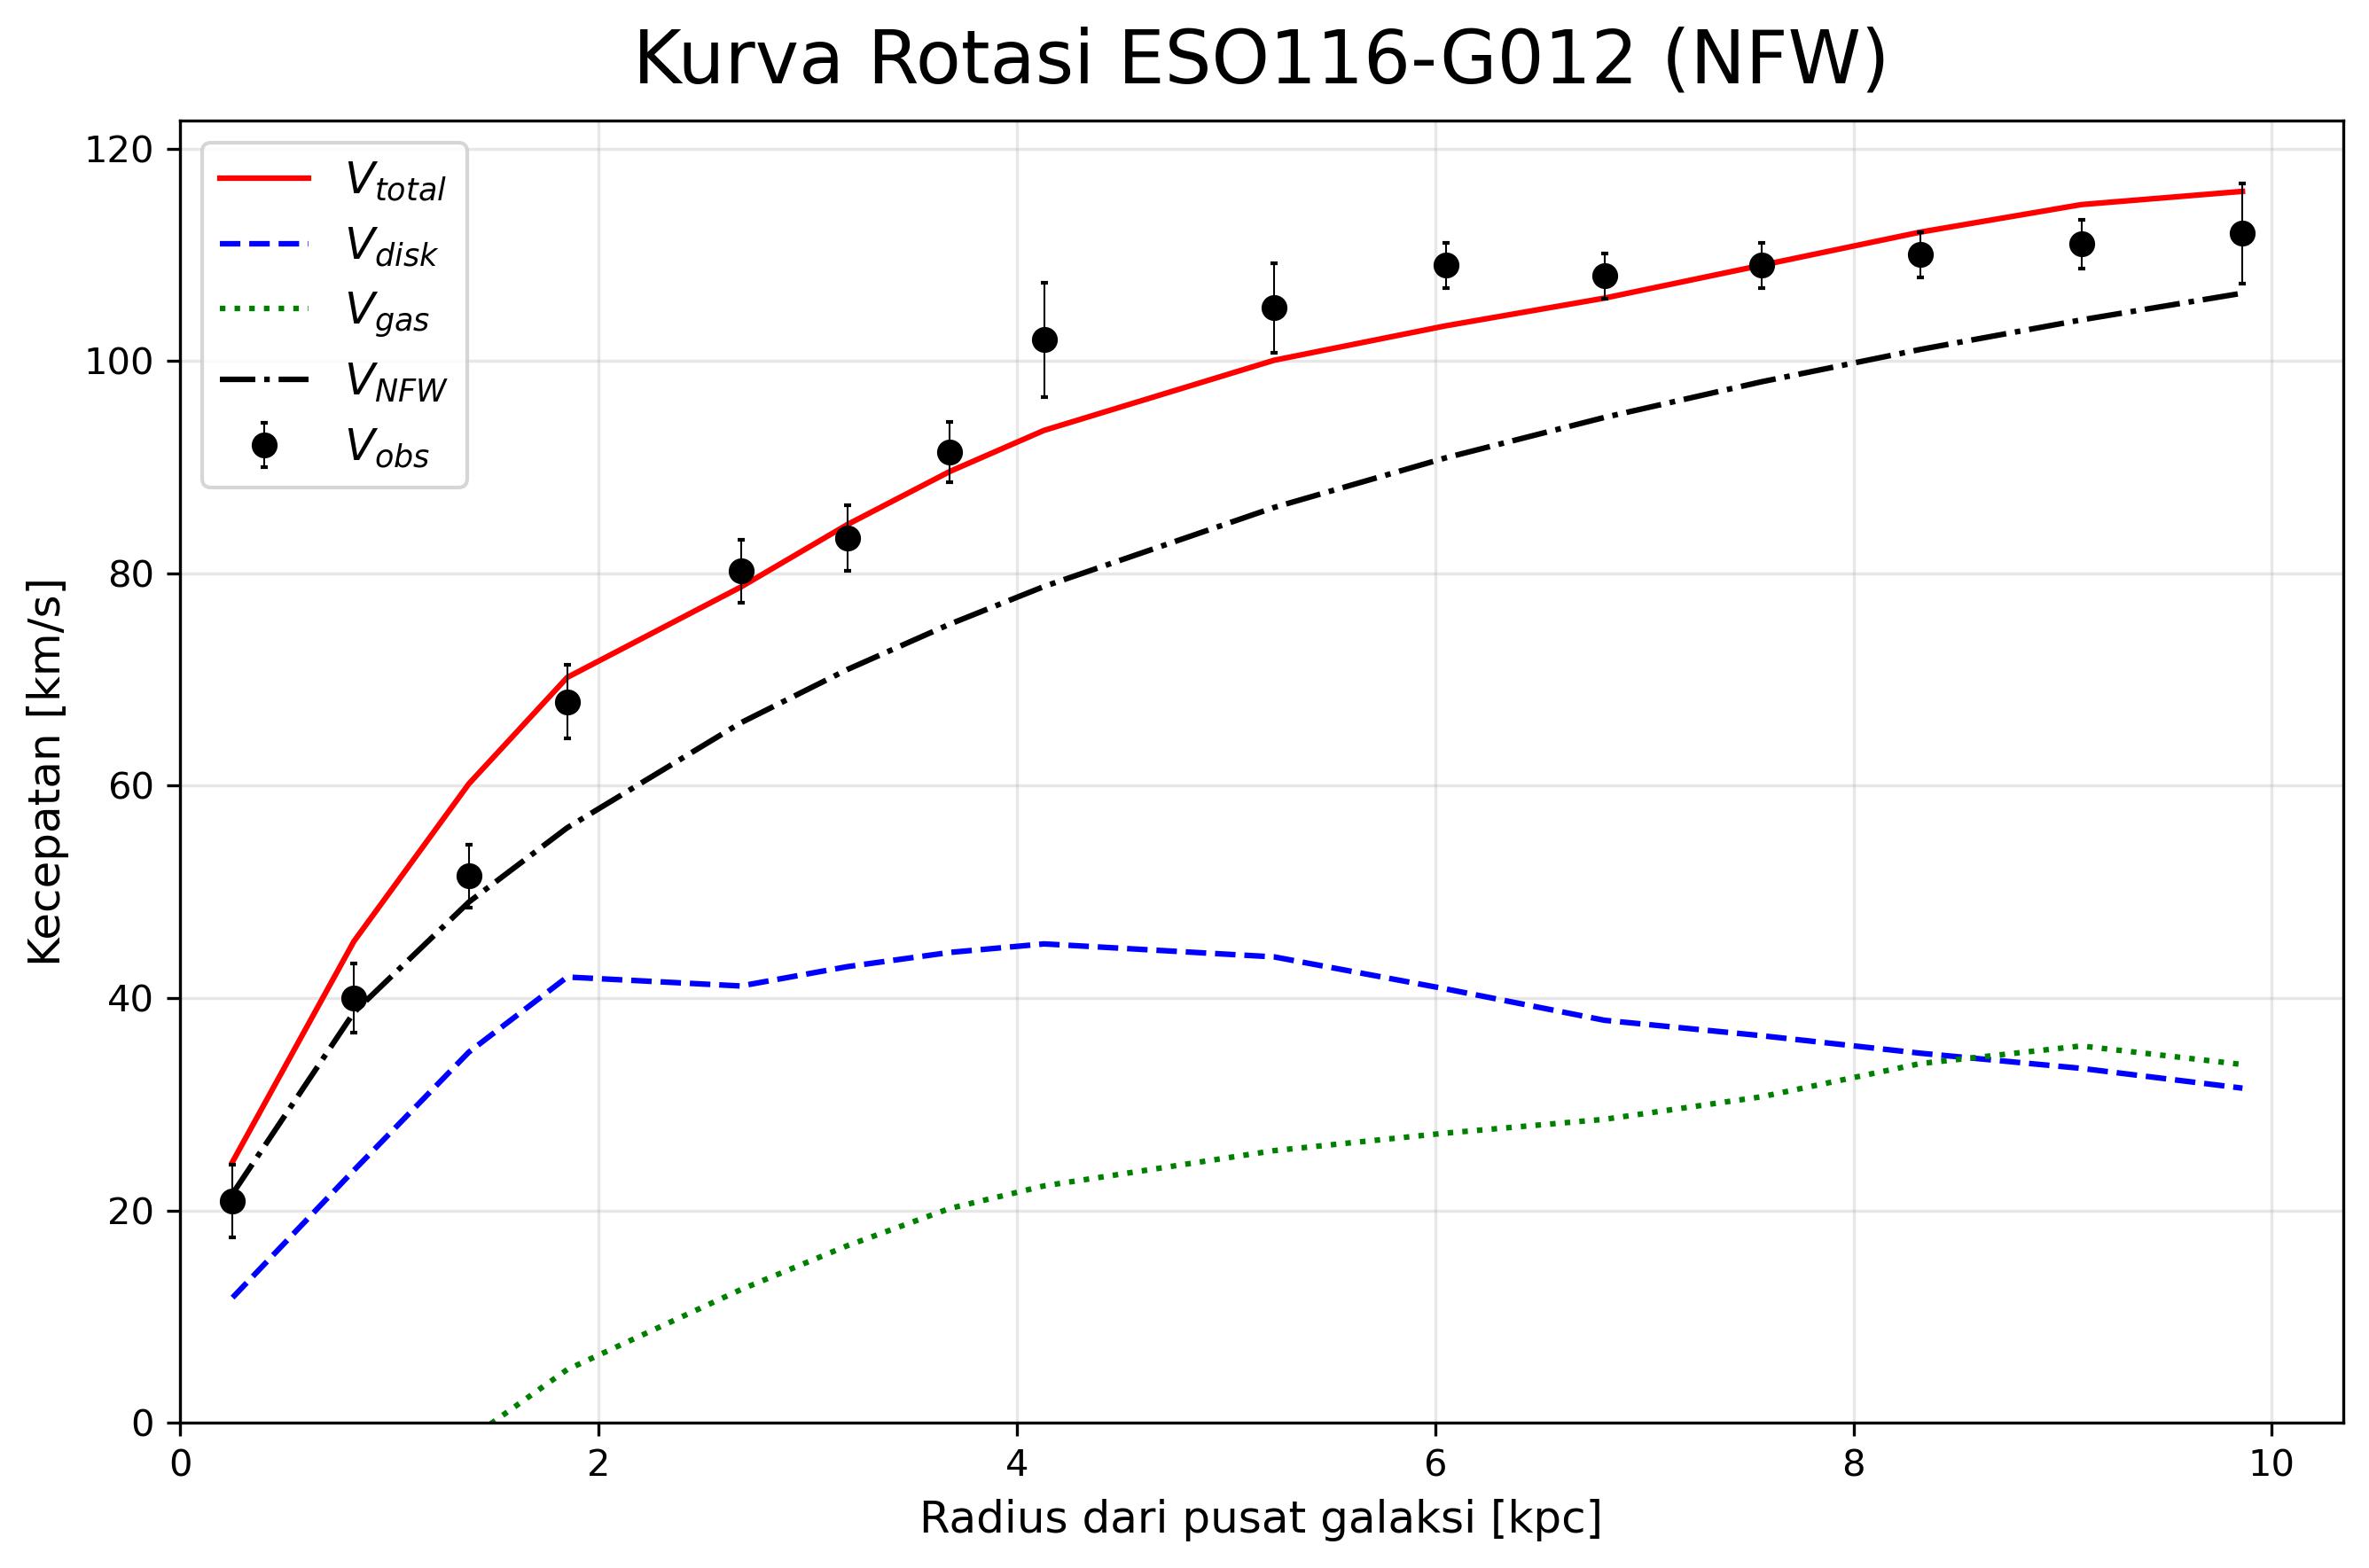 Kurva Rotasi ESO116-G012 (NFW)
V_total
V_disk
V_gas
V_NFW
V_obs
120
100
80
60
40
20
0
Kecepatan [km/s]
0 2 4 6 8 10
Radius dari pusat galaksi [kpc]